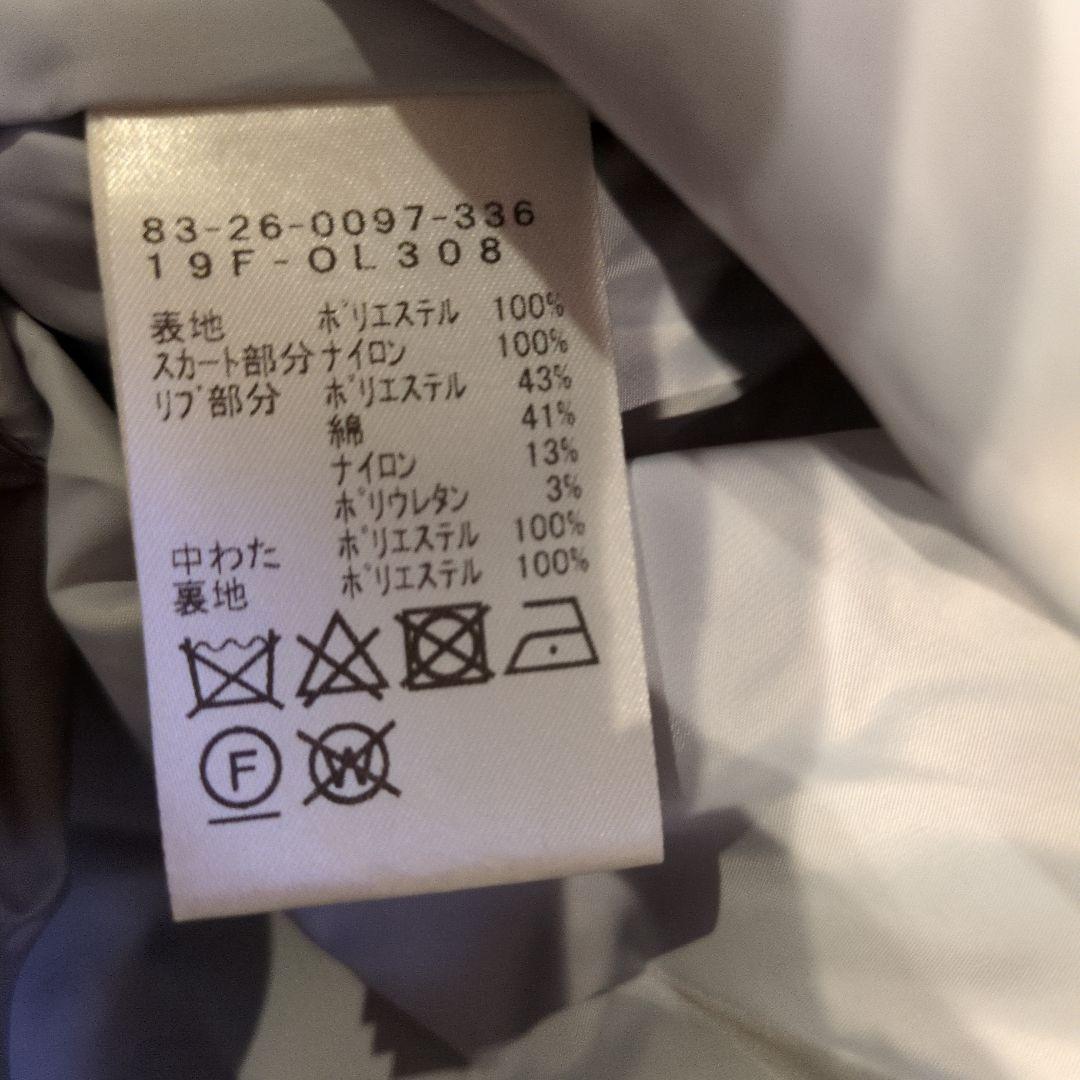 83-26-0097-336
19F-OL308
表地 ポリエステル 100%
スカート部分 ナイロン 100%
リブ部分 ポリエステル 43%
綿 41%
ナイロン 13%
ポリウレタン 3%
中わた ポリエステル 100%
裏地 ポリエステル 100%
F W